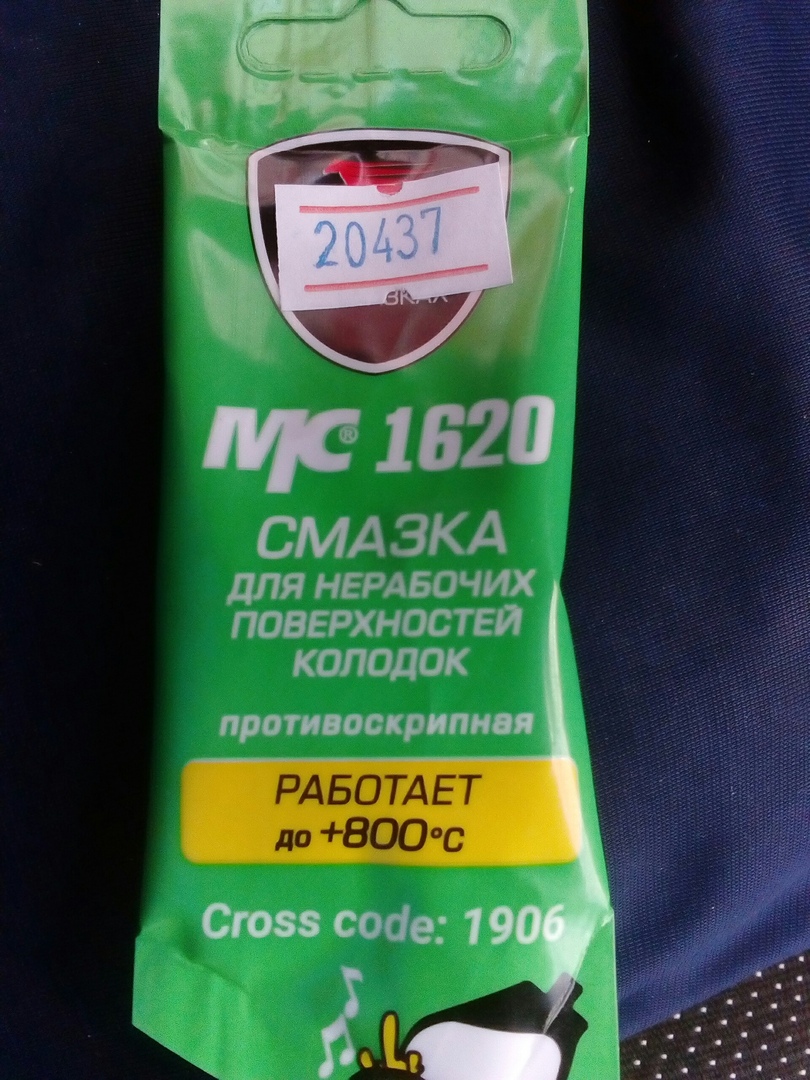 20437
МС® 1620
СМАЗКА
ДЛЯ НЕРАБОЧИХ
ПОВЕРХНОСТЕЙ
КОЛОДОК
противоскрипная
РАБОТАЕТ
до +800°С
Cross code: 1906